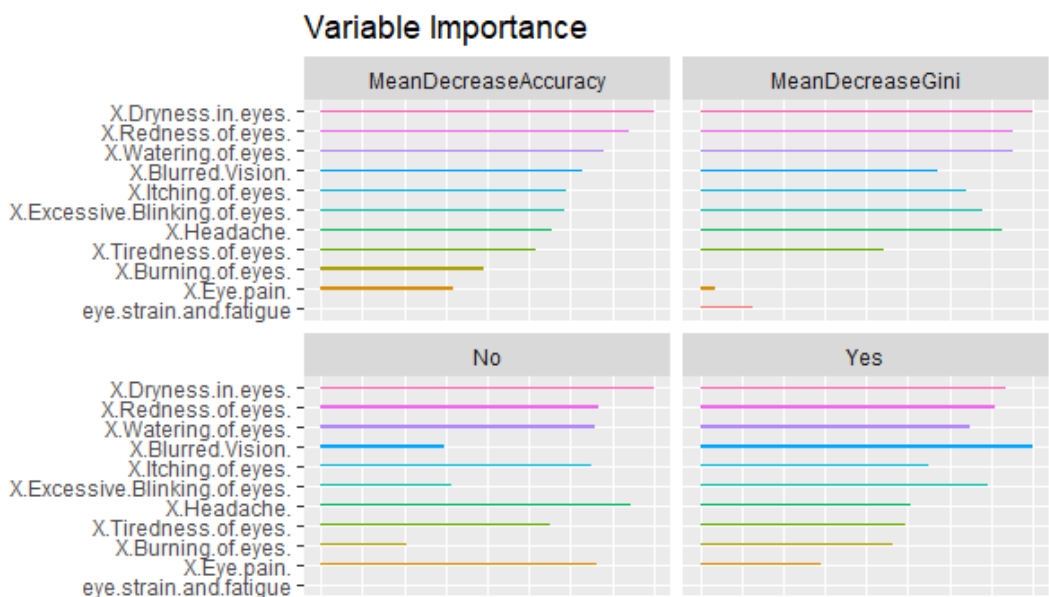 Variable Importance
MeanDecreaseAccuracy
MeanDecreaseGini
X.Dryness.in.eyes.
X.Redness.of.eyes.
X.Watering.of.eyes.
X.Blurred.Vision.
X.Itching.of.eyes.
X.Excessive.Blinking.of.eyes.
X.Headache.
X.Tiredness.of.eyes.
X.Burning.of.eyes.
X.Eye.pain.
eye.strain.and.fatigue
No
Yes
X.Dryness.in.eyes.
X.Redness.of.eyes.
X.Watering.of.eyes.
X.Blurred.Vision.
X.Itching.of.eyes.
X.Excessive.Blinking.of.eyes.
X.Headache.
X.Tiredness.of.eyes.
X.Burning.of.eyes.
X.Eye.pain.
eye.strain.and.fatigue